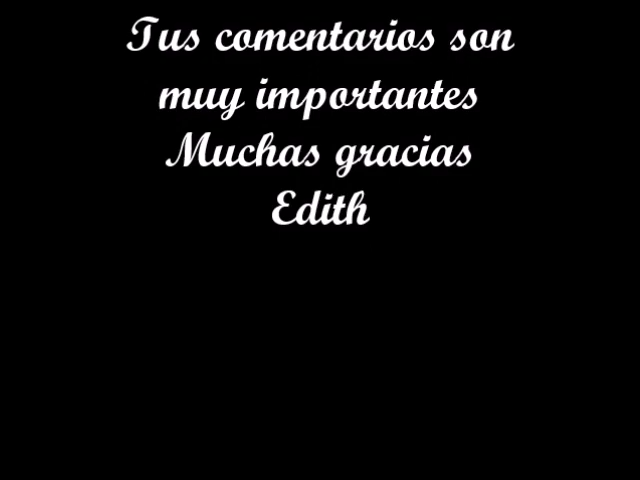 Tus comentarios son
muy importantes
Muchas gracias
Edith